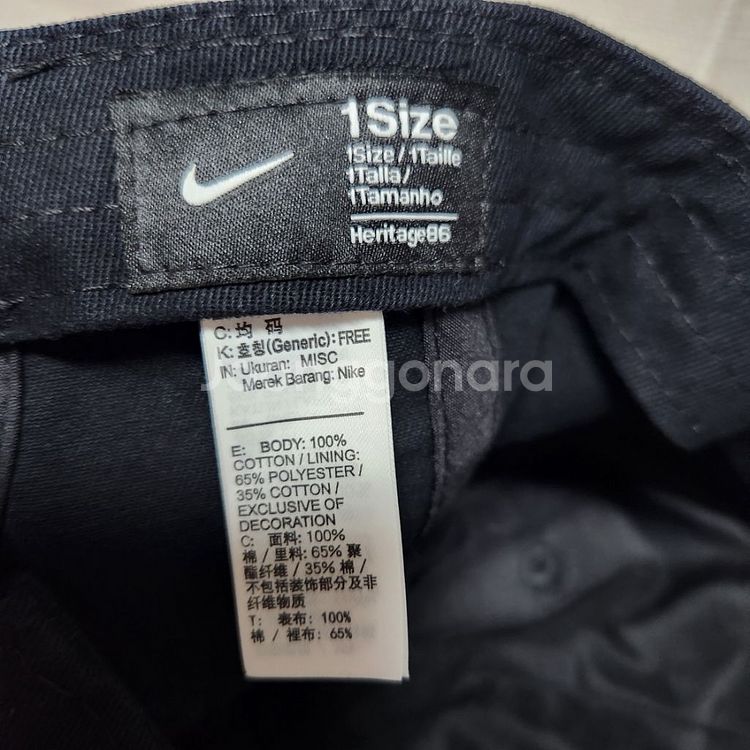 1Size
1Size/1Taille
1Talla/
1Tamanho
Heritage86
C: 均 码
K: 호칭(Generic): FREE
IN: Ukuran: MISC
Merek Barang: Nike
Joonggonara
E: BODY: 100%
COTTON / LINING:
65% POLYESTER /
35% COTTON /
EXCLUSIVE OF
DECORATION
C: 面料: 100%
棉 / 里料: 65% 聚
酯纤维 / 35% 棉 /
不包括装饰部分及非
纤维物质
T: 表布: 100%
棉 / 裡布: 65%